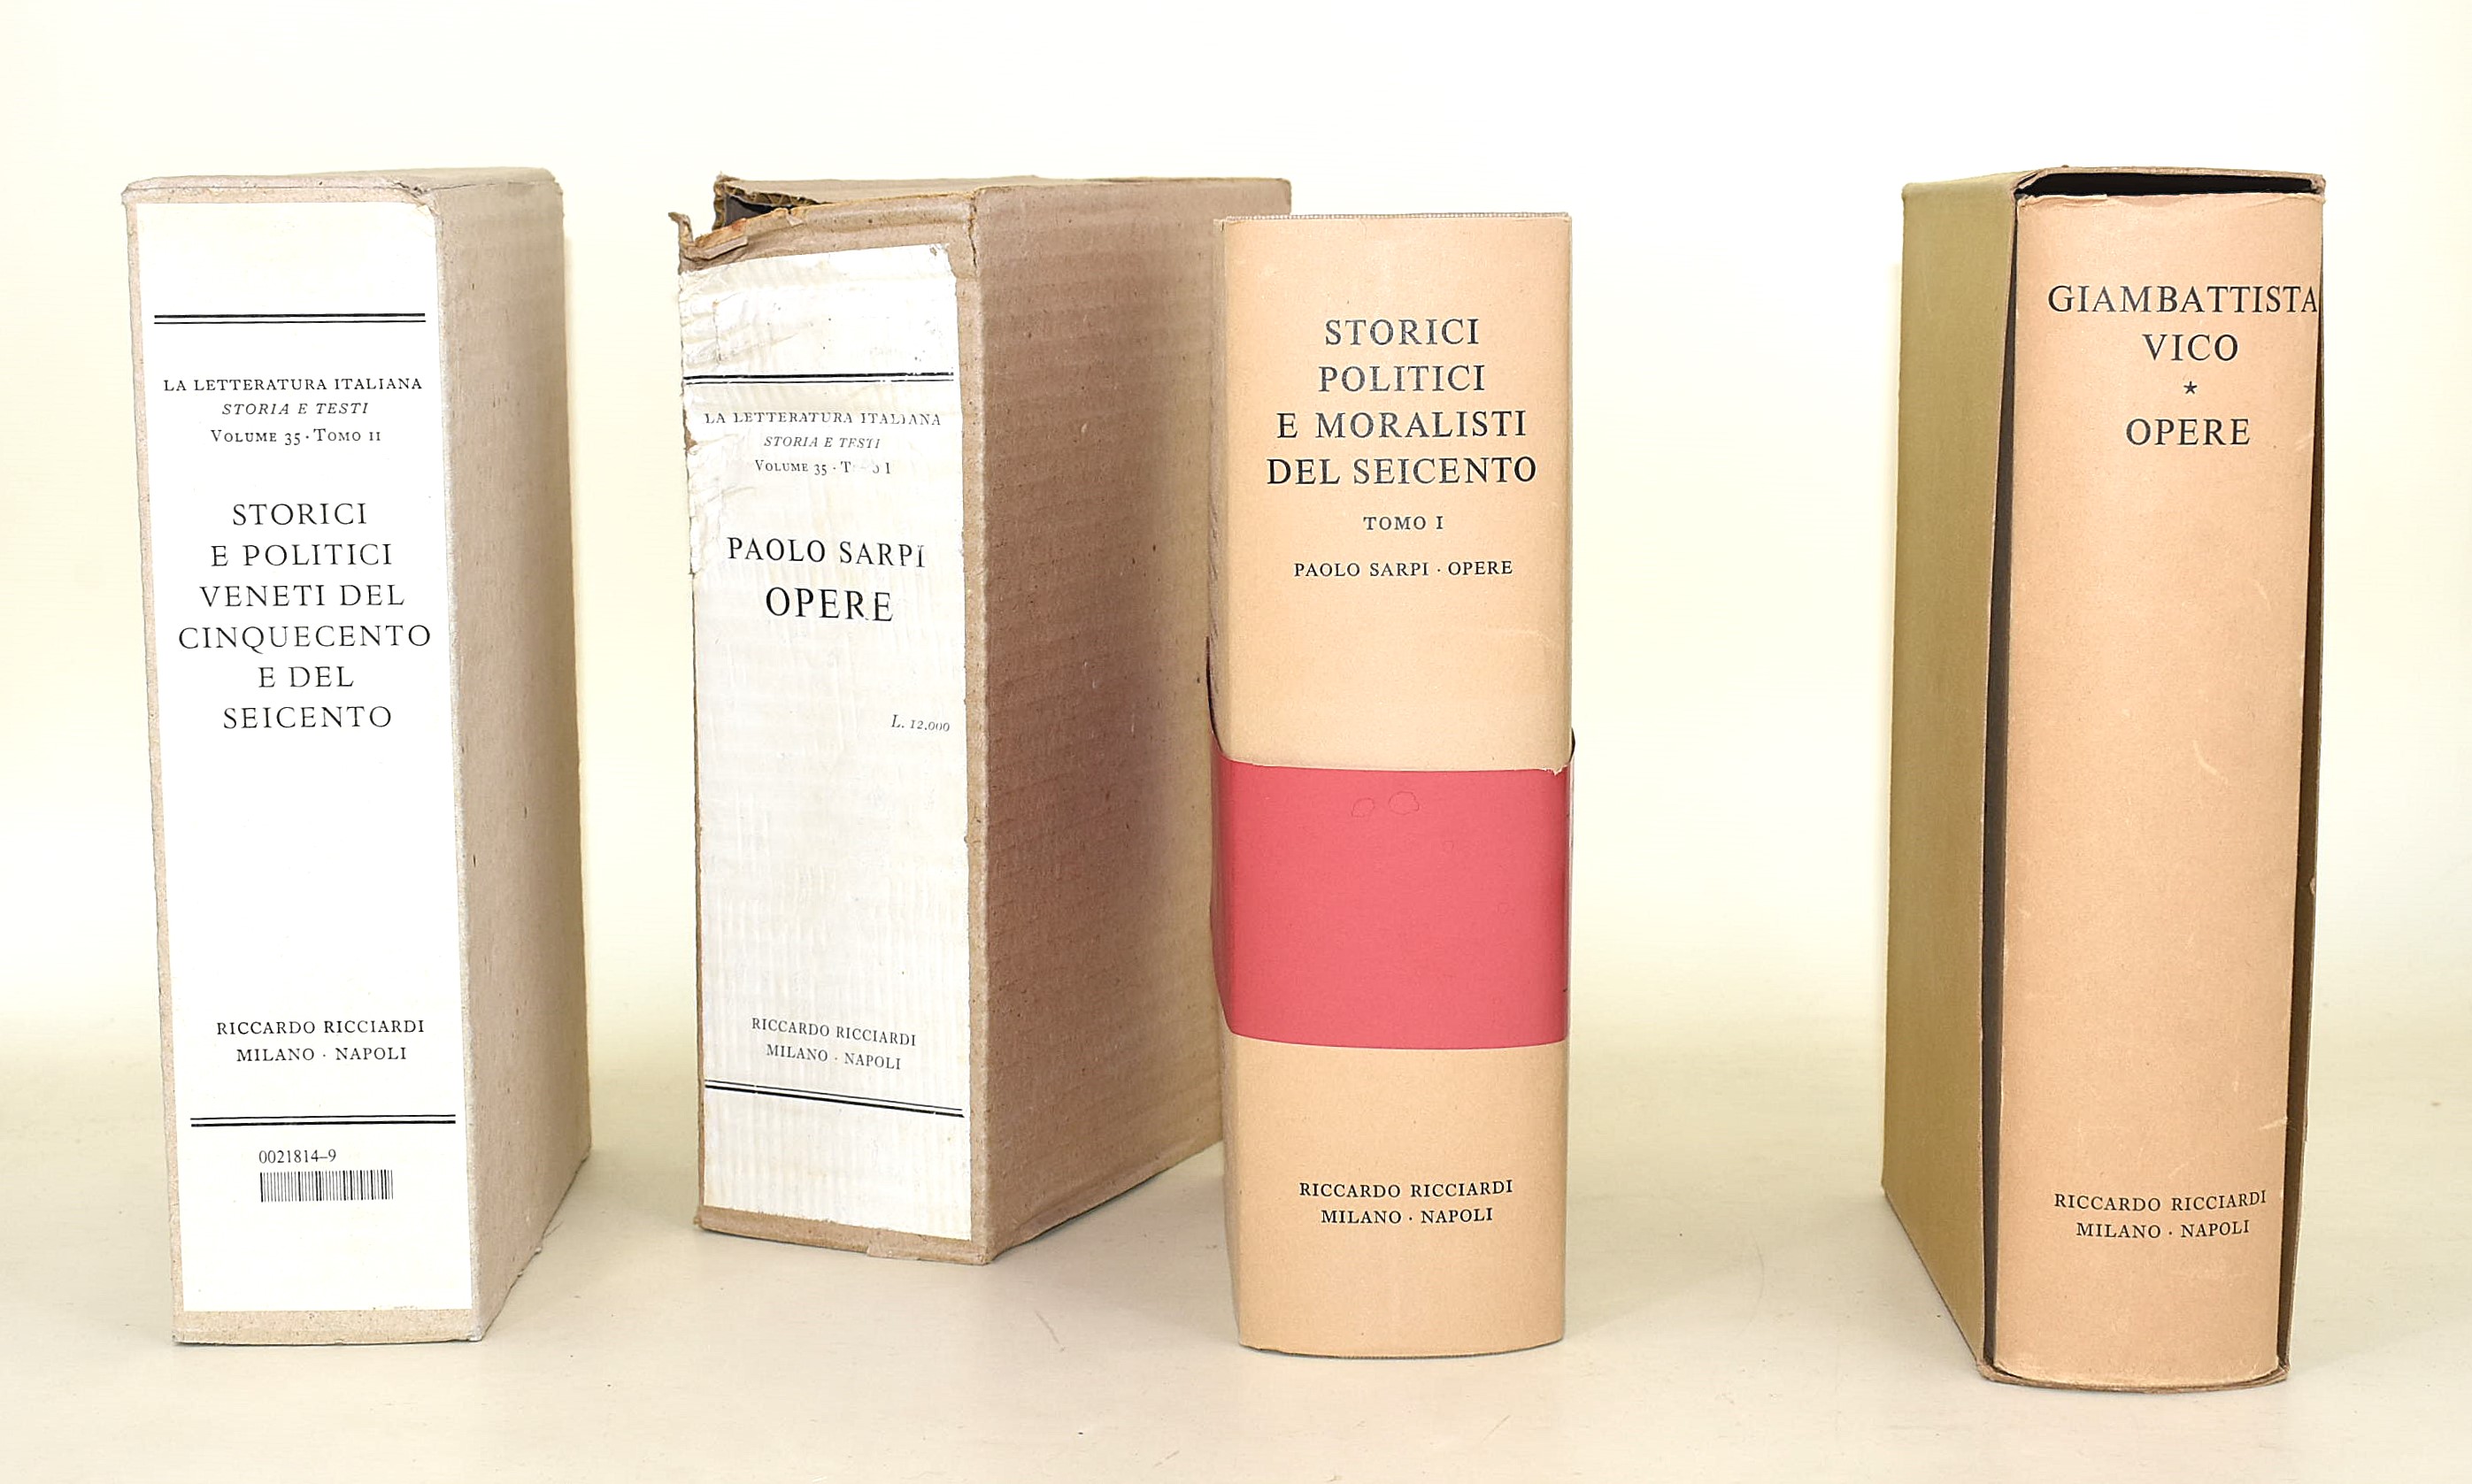 LA LETTERATURA ITALIANA
STORIA E TESTI
VOLUME 35 · TOMO II
STORICI
E POLITICI
VENETI DEL
CINQUECENTO
E DEL
SEICENTO
RICCARDO RICCIARDI
MILANO · NAPOLI
0021814–9
LA LETTERATURA ITALIANA
STORIA E TESTI
VOLUME 35 · I
PAOLO SARPI
OPERE
L. 12.000
RICCARDO RICCIARDI
MILANO · NAPOLI
STORICI
POLITICI
E MORALISTI
DEL SEICENTO
TOMO I
PAOLO SARPI · OPERE
RICCARDO RICCIARDI
MILANO · NAPOLI
GIAMBATTISTA
VICO
*
OPERE
RICCARDO RICCIARDI
MILANO · NAPOLI